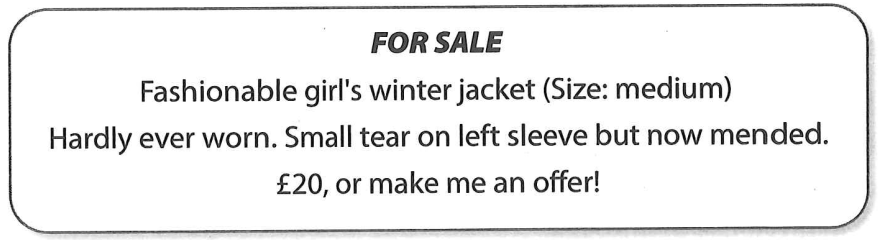 FOR SALE
Fashionable girl's winter jacket (Size: medium)
Hardly ever worn. Small tear on left sleeve but now mended.
£20, or make me an offer!